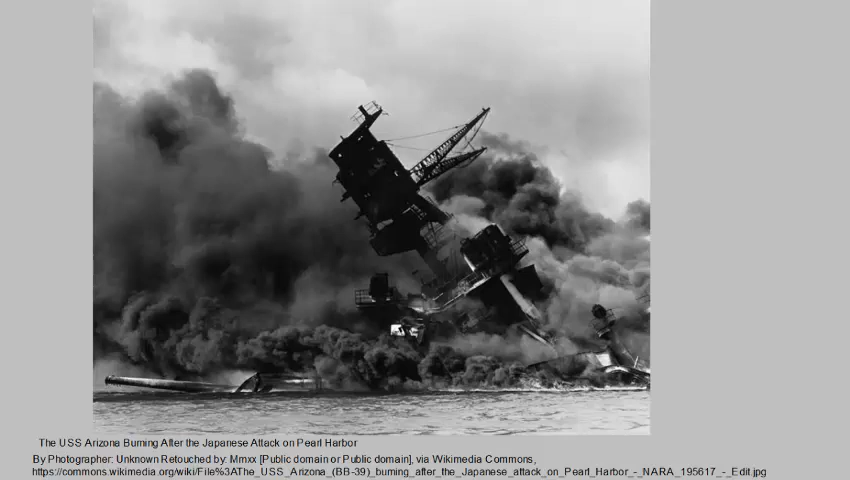 The USS Arizona Burning After the Japanese Attack on Pearl Harbor
By Photographer: Unknown Retouched by: Mmxx [Public domain or Public domain], via Wikimedia Commons,
https://commons.wikimedia.org/wiki/File%3AThe_USS_Arizona_(BB-39)_burning_after_the_Japanese_attack_on_Pearl_Harbor_-_NARA_195617_-_Edit.jpg